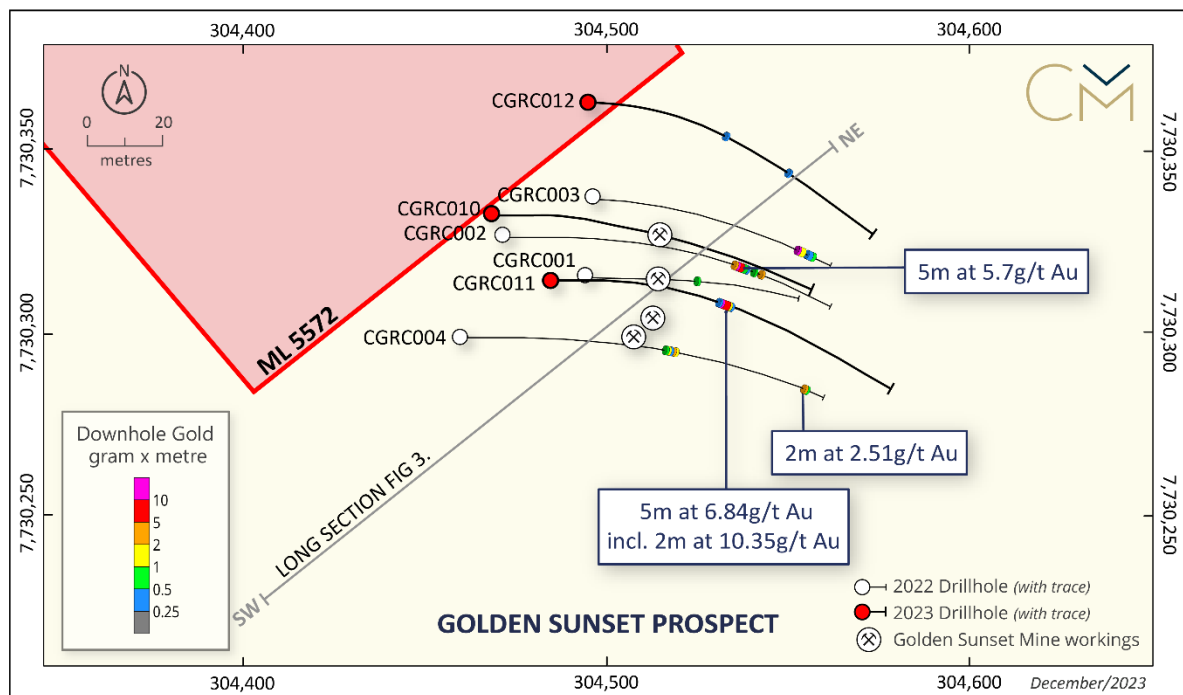 304,400
304,500
304,600
N
0 20
metres
CM
7,730,350
7,730,300
7,730,250
7,730,350
7,730,300
7,730,250
CGRC012
NE
CGRC003
CGRC010
CGRC002
CGRC001
CGRC011
CGRC004
ML 5572
5m at 5.7g/t Au
2m at 2.51g/t Au
5m at 6.84g/t Au
incl. 2m at 10.35g/t Au
LONG SECTION FIG 3.
SW
Downhole Gold
gram x metre
10
5
2
1
0.5
0.25
GOLDEN SUNSET PROSPECT
2022 Drillhole (with trace)
2023 Drillhole (with trace)
Golden Sunset Mine workings
304,400
304,500
304,600
December/2023